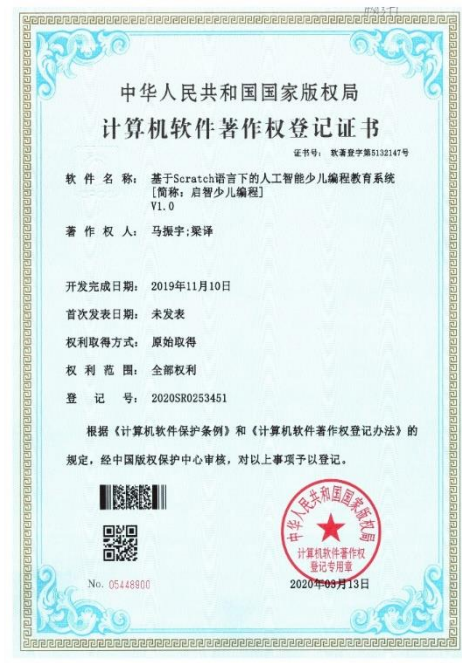 中华人民共和国国家版权局
计算机软件著作权登记证书
证书号： 软著登字第5132147号
软件名称： 基于Scratch语言下的人工智能少儿编程教育系统
[简称：启智少儿编程]
V1.0
著作权人： 马振宇;梁译
开发完成日期： 2019年11月10日
首次发表日期： 未发表
权利取得方式： 原始取得
权利范围： 全部权利
登记号： 2020SR0253451
根据《计算机软件保护条例》和《计算机软件著作权登记办法》的
规定，经中国版权保护中心审核，对以上事项予以登记。
中华人民共和国国家版权局
计算机软件著作权
登记专用章
No. 05448900
2020年03月13日